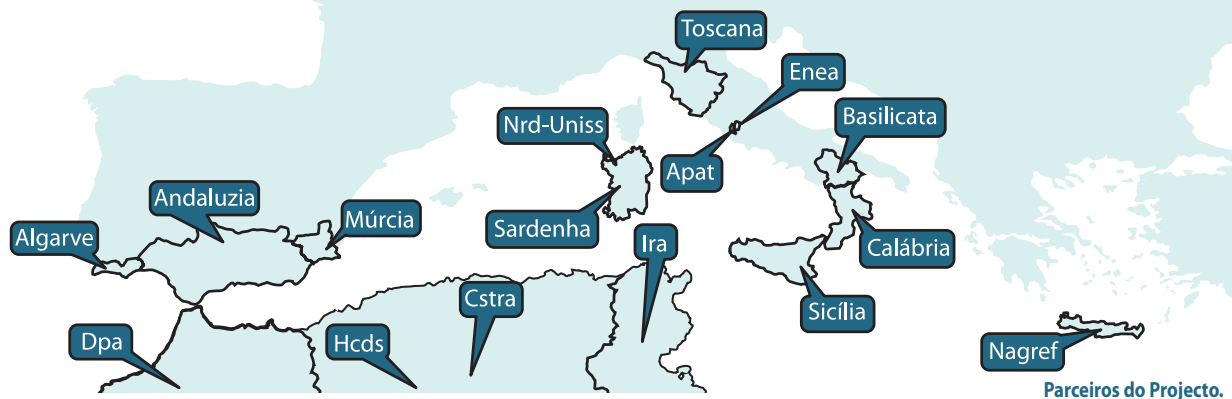 Toscana
Enea
Nrd-Uniss
Basilicata
Apat
Andaluzia
Múrcia
Sardenha
Algarve
Ira
Calábria
Cstra
Sicília
Dpa
Hcds
Nagref
Parceiros do Projecto.